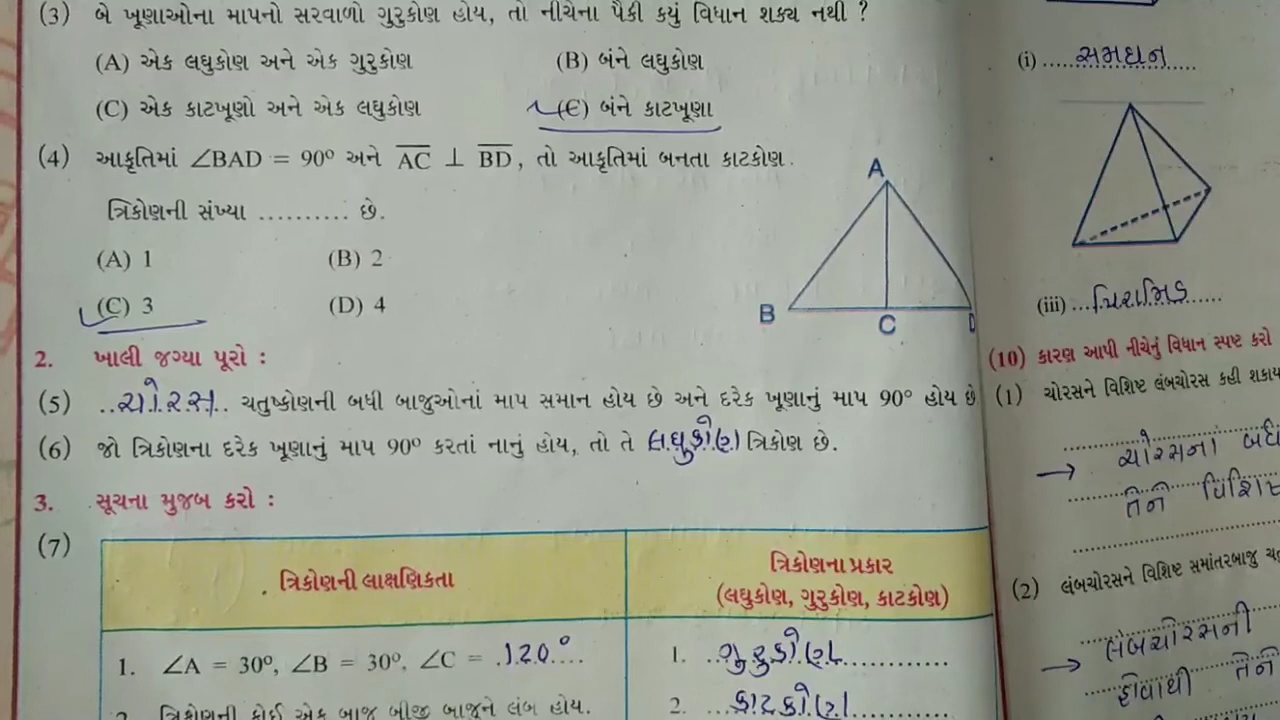 (3) બે ખૂણાઓના માપનો સરવાળો ગુરુકોણ હોય, તો નીચેના પૈકી કયું વિધાન શક્ય નથી ?
(A) એક લઘુકોણ અને એક ગુરુકોણ (B) બંને લઘુકોણ
(C) એક કાટખૂણો અને એક લઘુકોણ બંને કાટખૂણા
(4) આકૃતિમાં ∠BAD = 90° અને A̅C̅ ⊥ B̅D̅, તો આકૃતિમાં બનતા કાટકોણ
ત્રિકોણની સંખ્યા .......... છે.
(A) 1 (B) 2
(C) 3 (D) 4
A
B
C
D
2. ખાલી જગ્યા પૂરો :
(5) ..ચોરસ.. ચતુષ્કોણની બધી બાજુઓનાં માપ સમાન હોય છે અને દરેક ખૂણાનું માપ 90° હોય છે
(6) જો ત્રિકોણના દરેક ખૂણાનું માપ 90° કરતાં નાનું હોય, તો તે લઘુકોણ ત્રિકોણ છે.
3. સૂચના મુજબ કરો :
(7)
ત્રિકોણની લાક્ષણિકતા
ત્રિકોણના પ્રકાર
(લઘુકોણ, ગુરુકોણ, કાટકોણ)
1. ∠A = 30°, ∠B = 30°, ∠C = .120°....
1. ..ગુરુકોણ............
2. ત્રિકોણની કોઈ એક બાજુ બીજી બાજુને લંબ હોય.
2. ...કાટકોણ............
(i) ....સમઘન....
(iii) ...પિરામિડ......
(10) કારણ આપી નીચેનું વિધાન સ્પષ્ટ કરો
(1) ચોરસને વિશિષ્ટ લંબચોરસ કહી શકાય
→ ચોરસનાં
તેને
(2) લંબચોરસને વિશિષ્ટ સમાંતરબાજુ
→ લંબચોરસની
હોવાથી તેને